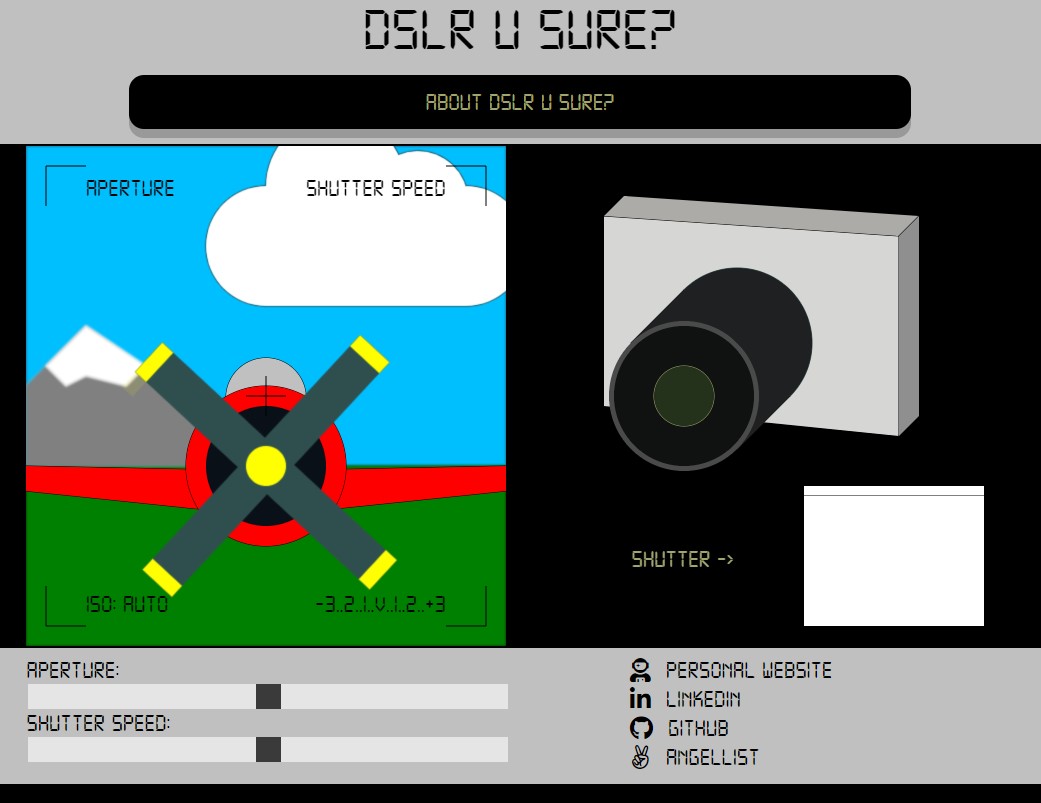 DSLR U SURE?
ABOUT DSLR U SURE?
APERTURE
SHUTTER SPEED
SHUTTER ->
ISO: AUTO
-3..2..1..V..1..2..+3
APERTURE:
SHUTTER SPEED:
PERSONAL WEBSITE
LINKEDIN
GITHUB
ANGELLIST